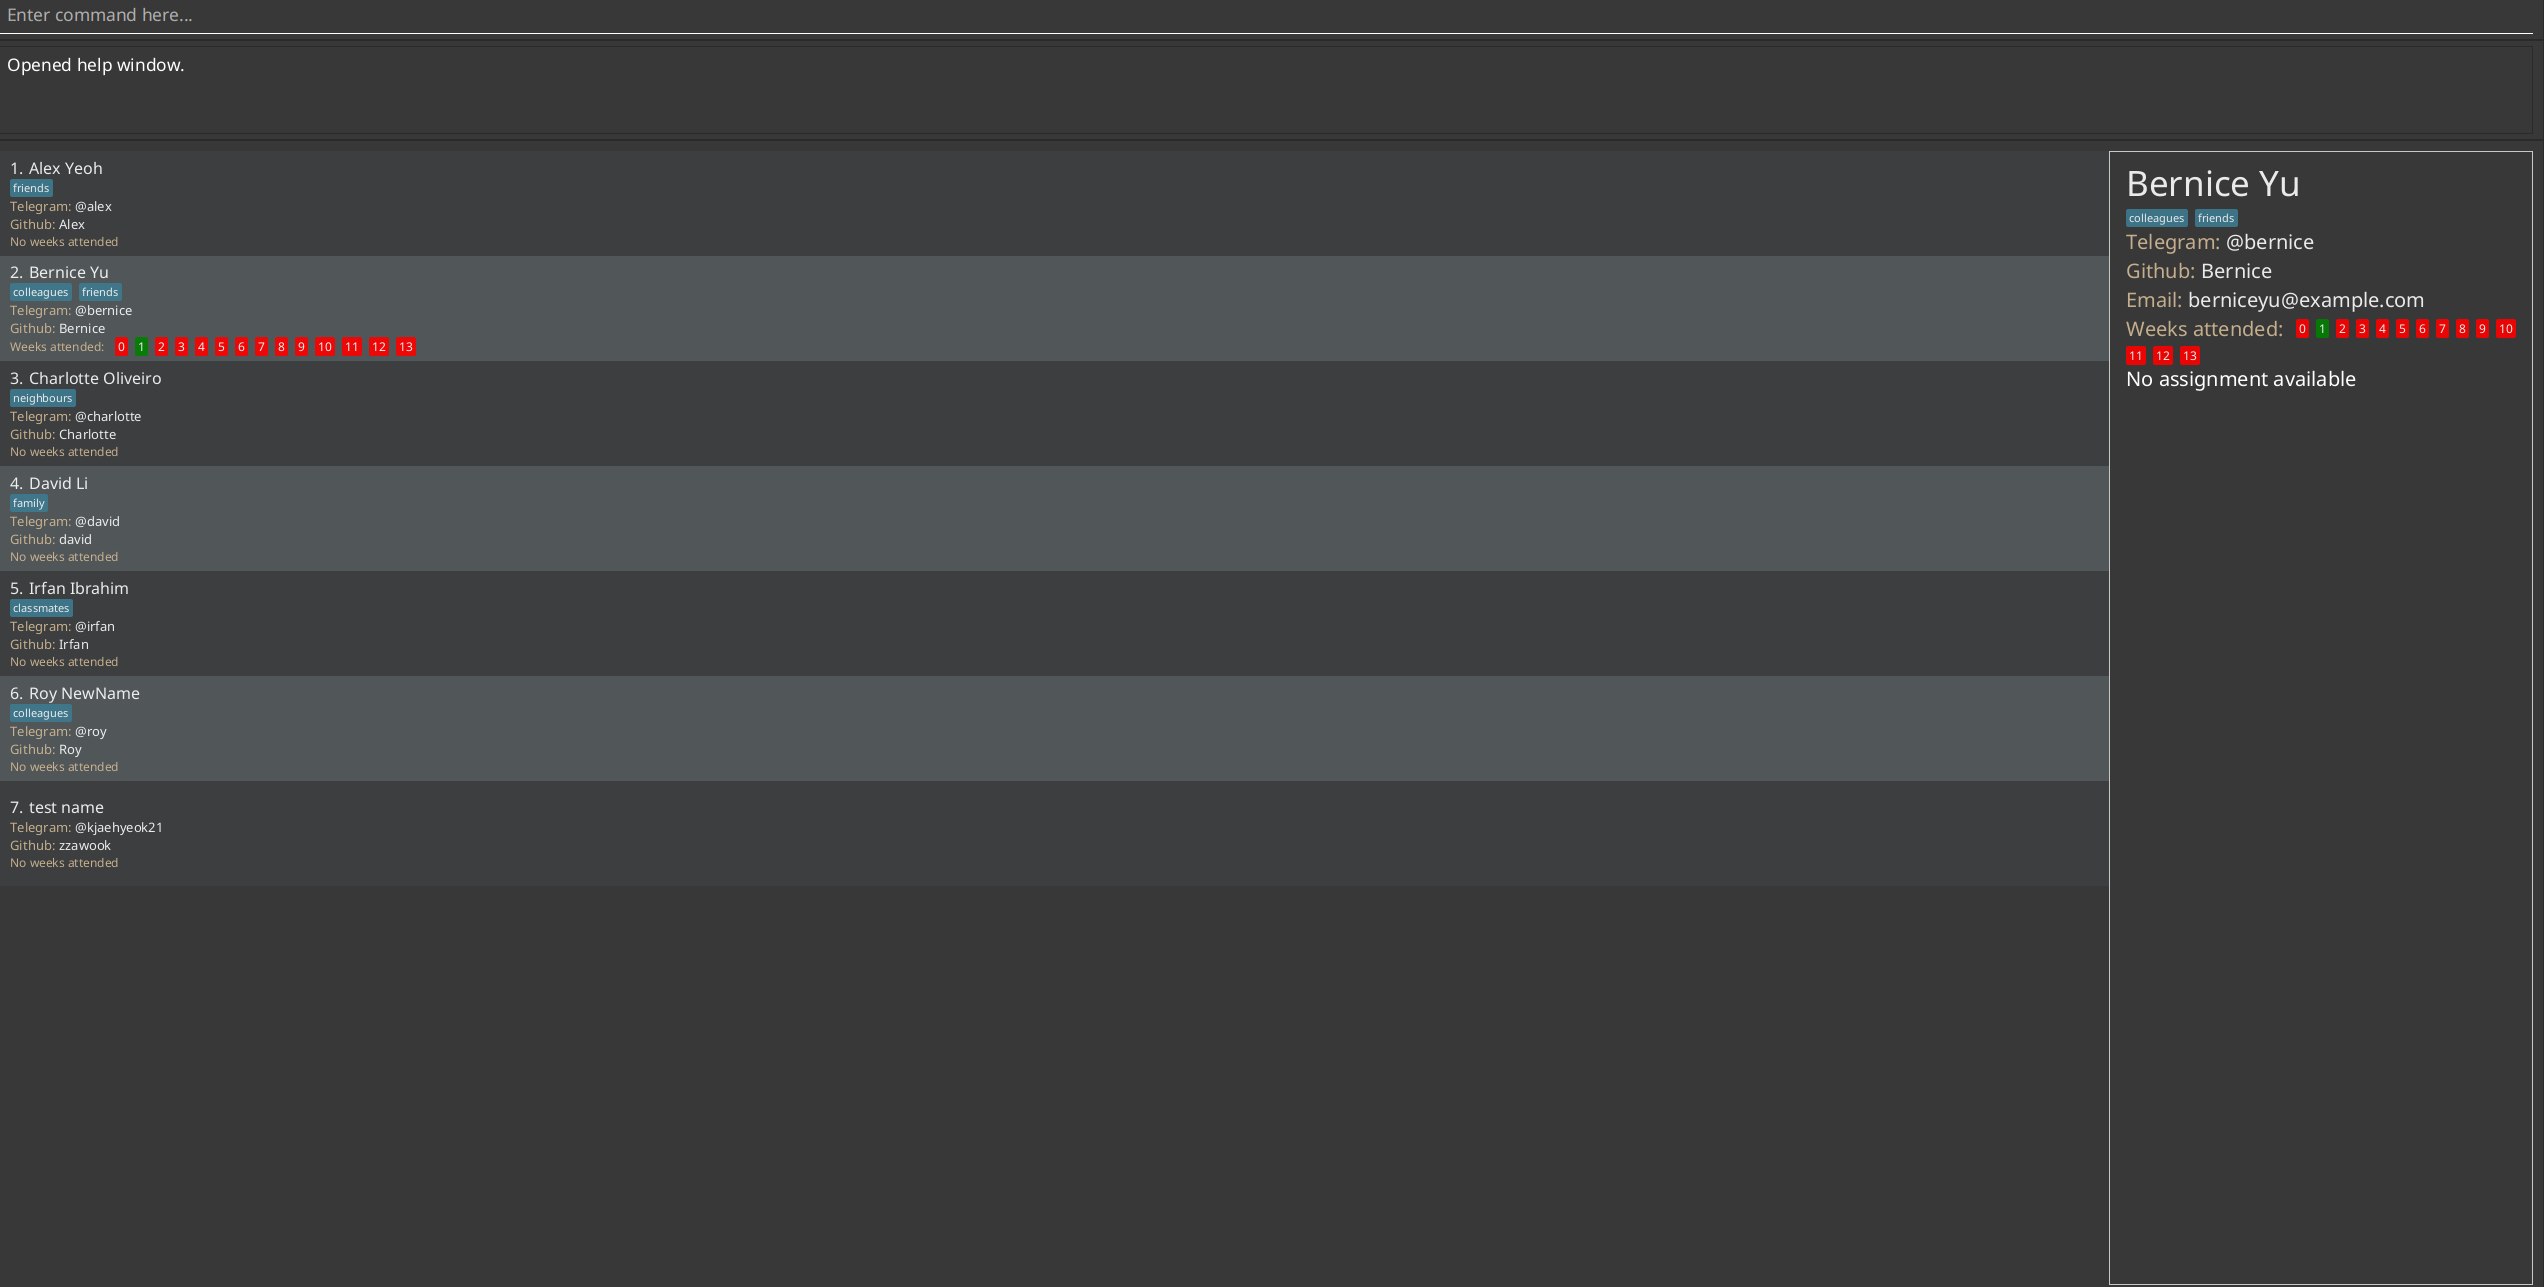 Enter command here...
Opened help window.
1. Alex Yeoh
friends
Telegram: @alex
Github: Alex
No weeks attended
2. Bernice Yu
colleagues friends
Telegram: @bernice
Github: Bernice
Weeks attended: 0 1 2 3 4 5 6 7 8 9 10 11 12 13
3. Charlotte Oliveiro
neighbours
Telegram: @charlotte
Github: Charlotte
No weeks attended
4. David Li
family
Telegram: @david
Github: david
No weeks attended
5. Irfan Ibrahim
classmates
Telegram: @irfan
Github: Irfan
No weeks attended
6. Roy NewName
colleagues
Telegram: @roy
Github: Roy
No weeks attended
7. test name
Telegram: @kjaehyeok21
Github: zzawook
No weeks attended
Bernice Yu
colleagues friends
Telegram: @bernice
Github: Bernice
Email: berniceyu@example.com
Weeks attended: 0 1 2 3 4 5 6 7 8 9 10
11 12 13
No assignment available